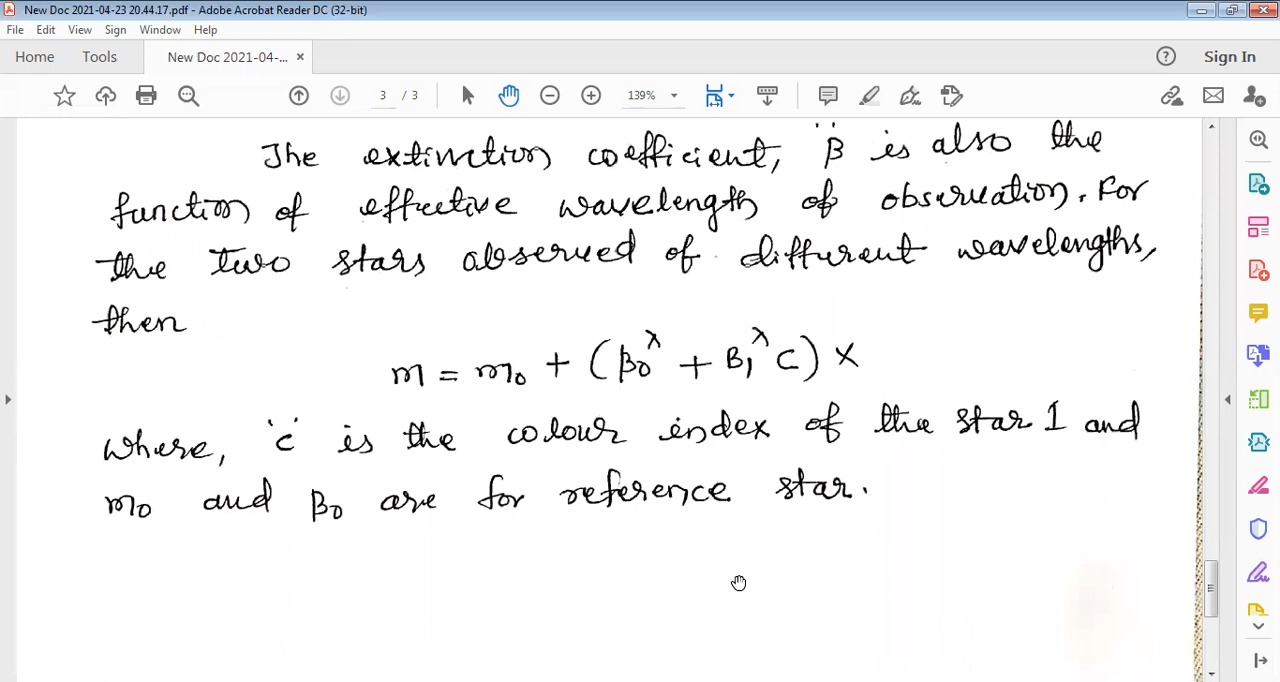 New Doc 2021-04-23 20.44.17.pdf - Adobe Acrobat Reader DC (32-bit)
File Edit View Sign Window Help
Home Tools New Doc 2021-04-... × Sign In
3 / 3 139%
The extinction coefficient, "β is also the
function of effective wavelength of observation. For
the two stars observed of different wavelengths,
then
m = m₀ + (β₀^λ + β₁^λ C) X
where, 'c' is the colour index of the star 1 and
m₀ and β₀ are for reference star.